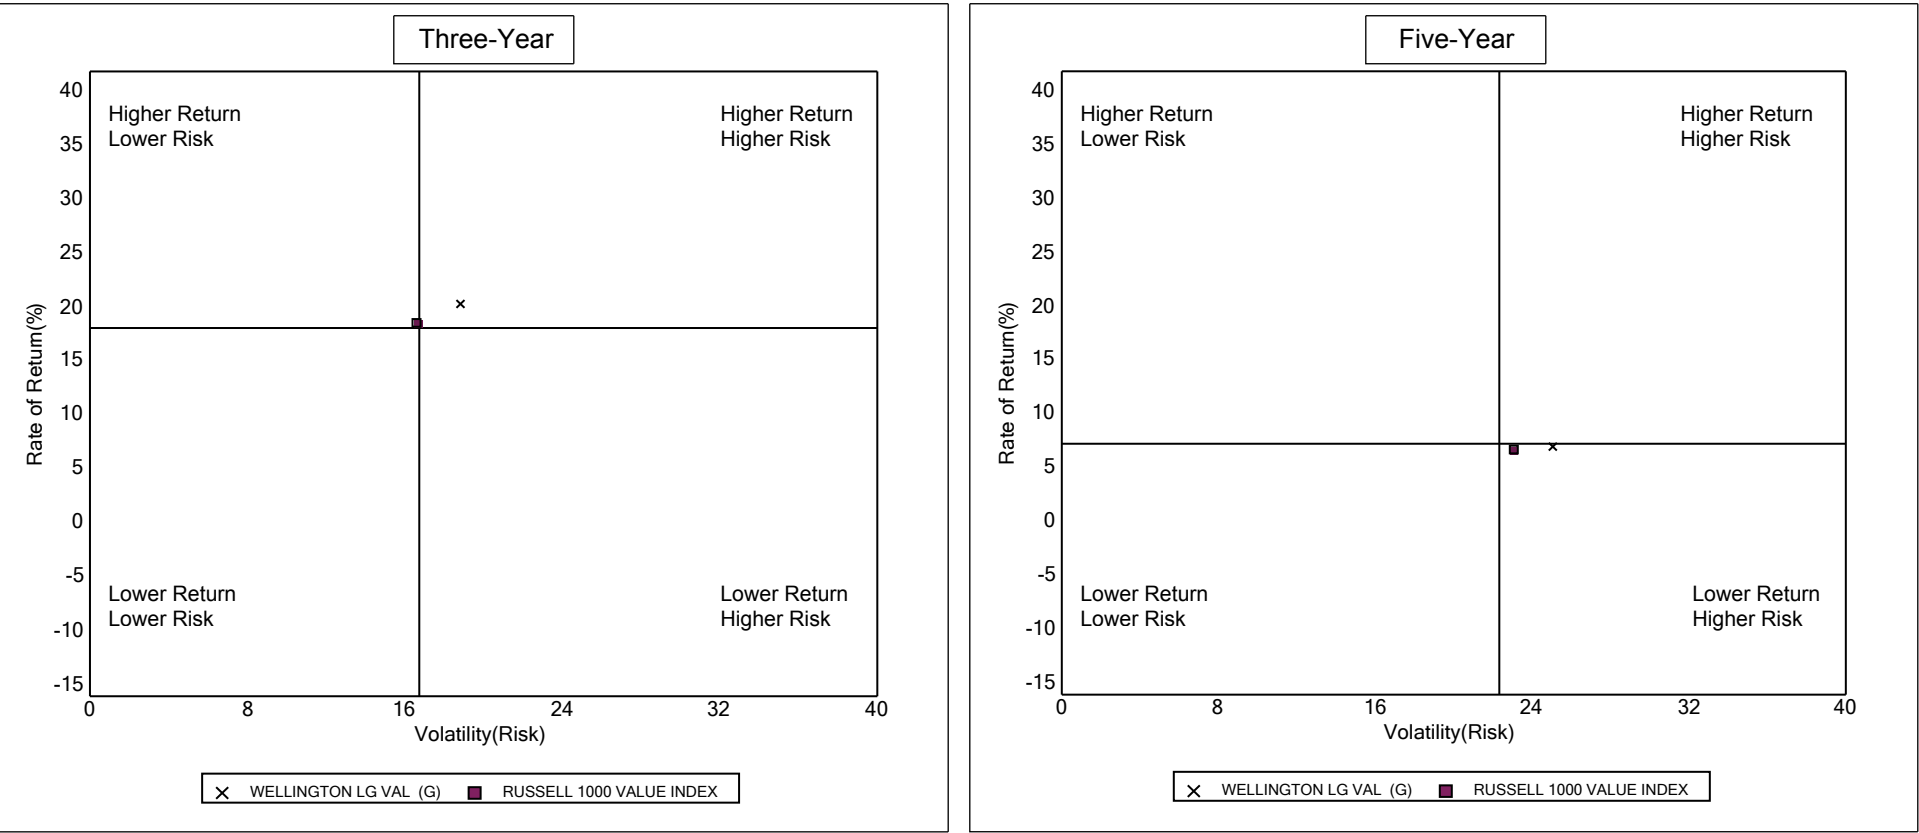 Three-Year
40
35
30
25
20
15
10
5
0
-5
-10
-15
Rate of Return(%)
Higher Return
Lower Risk
Higher Return
Higher Risk
Lower Return
Lower Risk
Lower Return
Higher Risk
0 8 16 24 32 40
Volatility(Risk)
WELLINGTON LG VAL (G) RUSSELL 1000 VALUE INDEX
Five-Year
40
35
30
25
20
15
10
5
0
-5
-10
-15
Rate of Return(%)
Higher Return
Lower Risk
Higher Return
Higher Risk
Lower Return
Lower Risk
Lower Return
Higher Risk
0 8 16 24 32 40
Volatility(Risk)
WELLINGTON LG VAL (G) RUSSELL 1000 VALUE INDEX